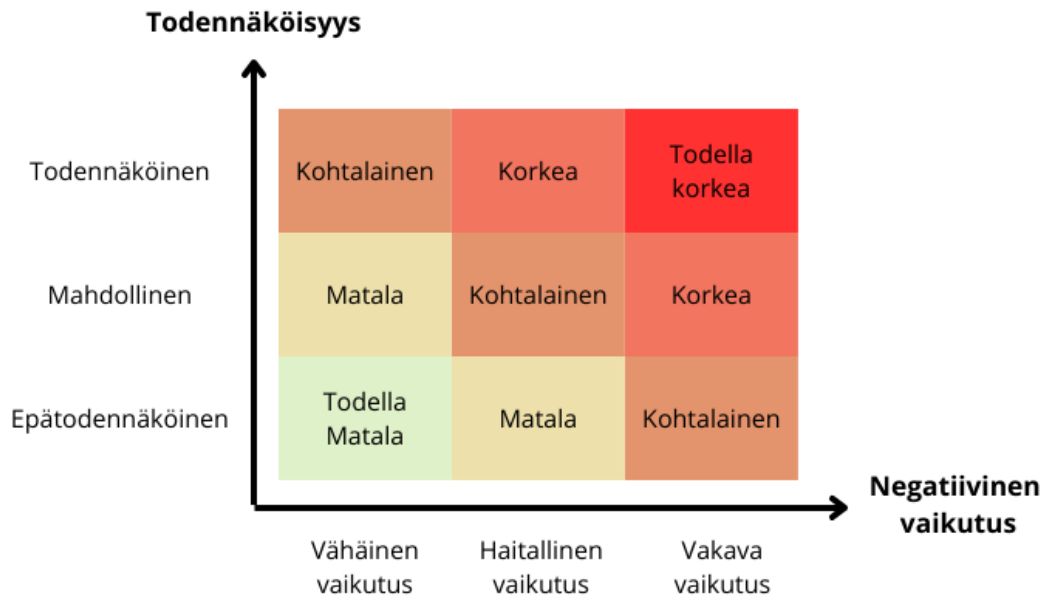 Todennäköisyys
Todennäköinen
Kohtalainen
Korkea
Todella
korkea
Mahdollinen
Matala
Kohtalainen
Korkea
Epätodennäköinen
Todella
Matala
Matala
Kohtalainen
Negatiivinen
vaikutus
Vähäinen
vaikutus
Haitallinen
vaikutus
Vakava
vaikutus